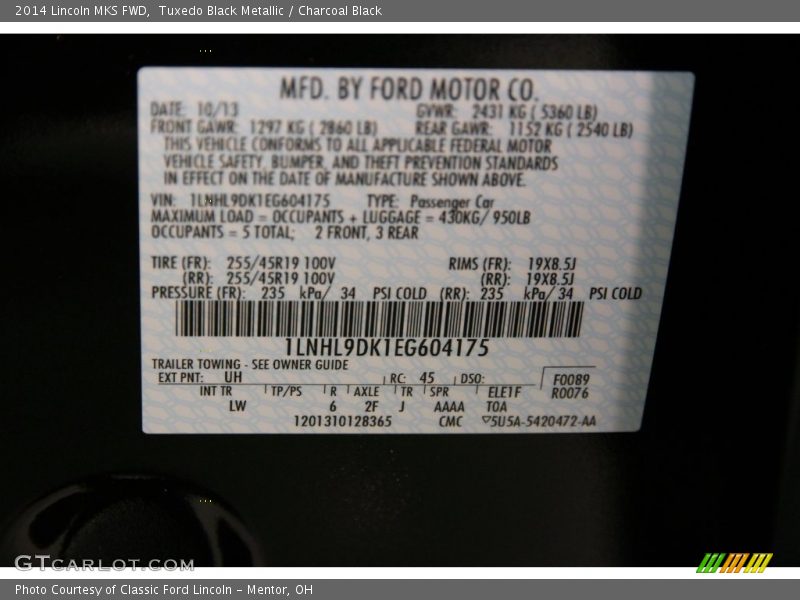 2014 Lincoln MKS FWD, Tuxedo Black Metallic / Charcoal Black
MFD. BY FORD MOTOR CO.
DATE: 10/13 GVWR: 2431 KG ( 5360 LB)
FRONT GAWR: 1297 KG ( 2860 LB) REAR GAWR: 1152 KG ( 2540 LB)
THIS VEHICLE CONFORMS TO ALL APPLICABLE FEDERAL MOTOR
VEHICLE SAFETY, BUMPER, AND THEFT PREVENTION STANDARDS
IN EFFECT ON THE DATE OF MANUFACTURE SHOWN ABOVE.
VIN: 1LNHL9DK1EG604175 TYPE: Passenger Car
MAXIMUM LOAD = OCCUPANTS + LUGGAGE = 430KG/ 950LB
OCCUPANTS = 5 TOTAL; 2 FRONT, 3 REAR
TIRE (FR): 255/45R19 100V RIMS (FR): 19X8.5J
(RR): 255/45R19 100V (RR): 19X8.5J
PRESSURE (FR): 235 kPa/ 34 PSI COLD (RR): 235 kPa/ 34 PSI COLD
1LNHL9DK1EG604175
TRAILER TOWING - SEE OWNER GUIDE
EXT PNT: UH RC: 45 DSO: F0089
INT TR TP/PS R AXLE TR SPR ELE1F R0076
LW 6 2F J AAAA TOA
1201310128365 CMC 5U5A-5420472-AA
GTCARLOT.COM
Photo Courtesy of Classic Ford Lincoln - Mentor, OH